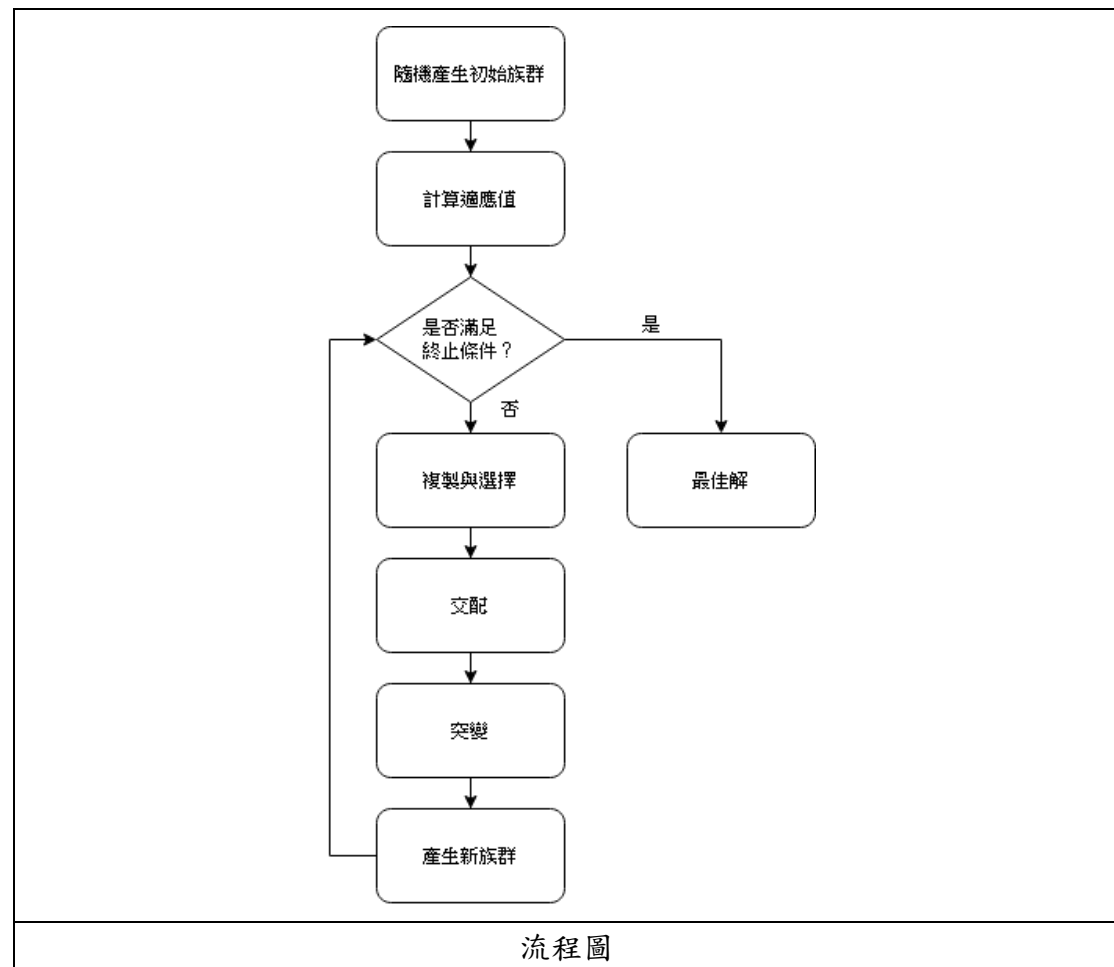 隨機產生初始族群
計算適應值
是否滿足
終止條件？
是
否
複製與選擇
最佳解
交配
突變
產生新族群
流程圖